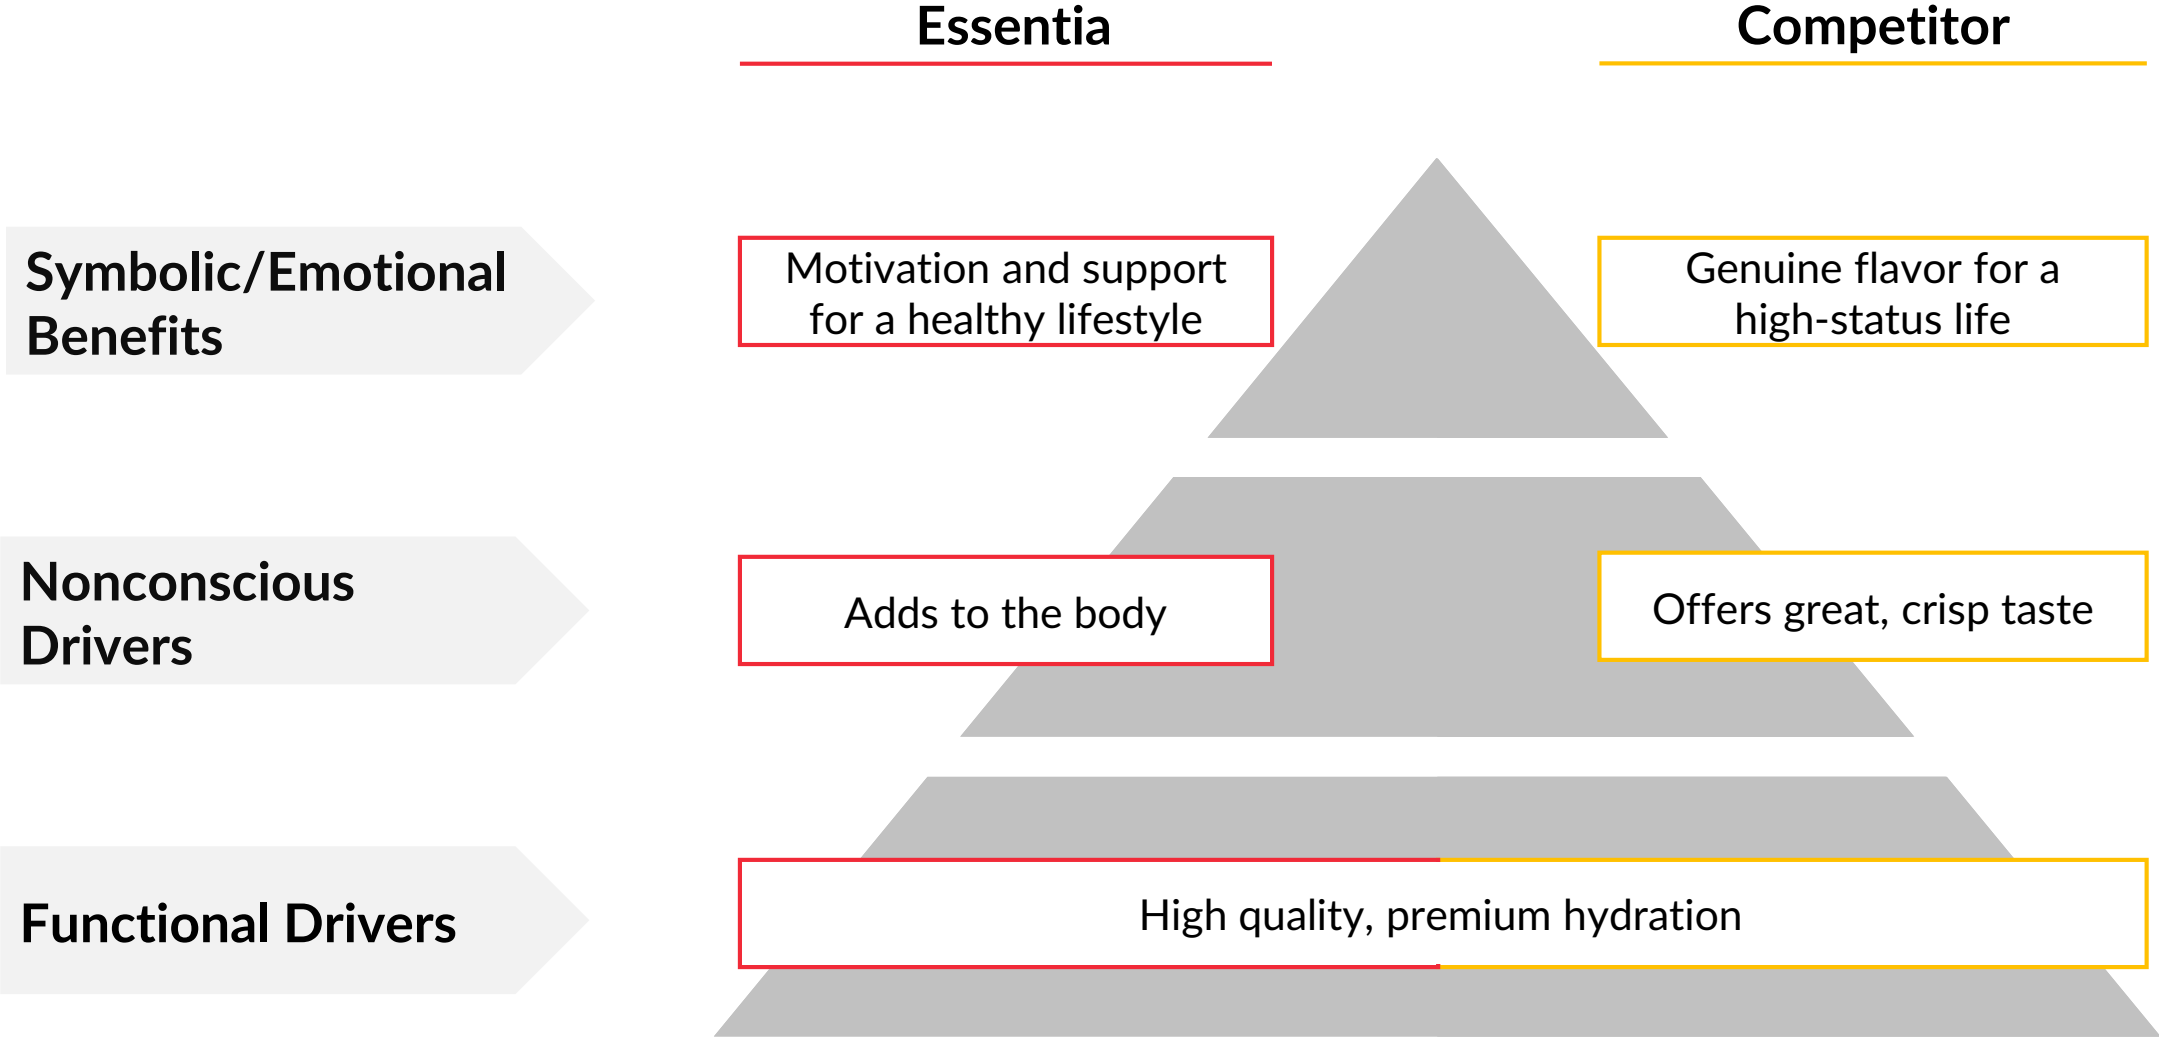 Essentia
Competitor
Symbolic/Emotional
Benefits
Motivation and support
for a healthy lifestyle
Genuine flavor for a
high-status life
Nonconscious
Drivers
Adds to the body
Offers great, crisp taste
Functional Drivers
High quality, premium hydration